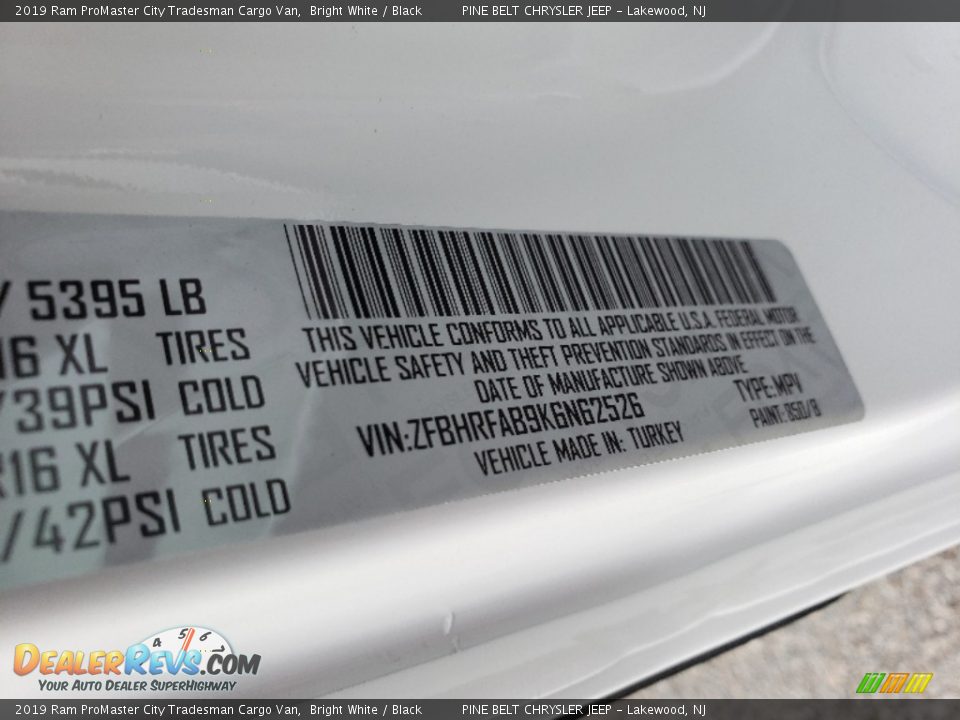 2019 Ram ProMaster City Tradesman Cargo Van, Bright White / Black PINE BELT CHRYSLER JEEP - Lakewood, NJ
/ 5395 LB
16 XL TIRES
/39PSI COLD
R16 XL TIRES
/42PSI COLD
THIS VEHICLE CONFORMS TO ALL APPLICABLE U.S.A. FEDERAL MOTOR
VEHICLE SAFETY AND THEFT PREVENTION STANDARDS IN EFFECT ON THE
DATE OF MANUFACTURE SHOWN ABOVE
VIN:ZFBHRFAB9K6N62526 TYPE:MPV
VEHICLE MADE IN: TURKEY PAINT: 850/B
4 5 6
DEALERREVS.COM
YOUR AUTO DEALER SUPERHIGHWAY
2019 Ram ProMaster City Tradesman Cargo Van, Bright White / Black PINE BELT CHRYSLER JEEP - Lakewood, NJ